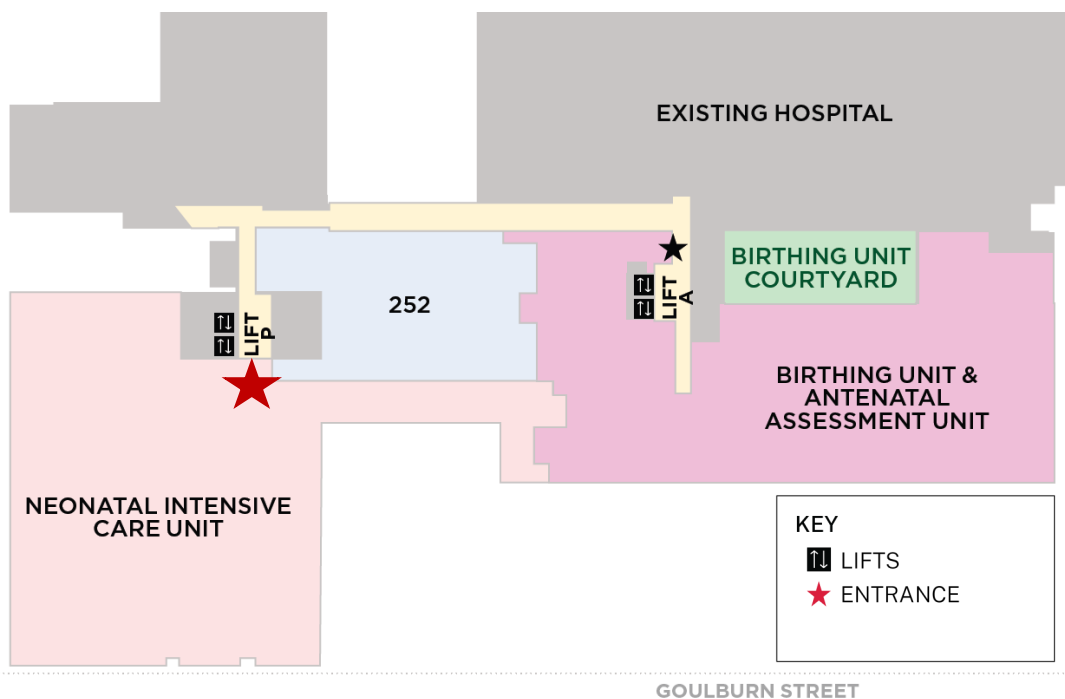 EXISTING HOSPITAL
BIRTHING UNIT
COURTYARD
LIFT
A
252
LIFT
P
BIRTHING UNIT &
ANTENATAL
ASSESSMENT UNIT
NEONATAL INTENSIVE
CARE UNIT
KEY
LIFTS
ENTRANCE
GOULBURN STREET